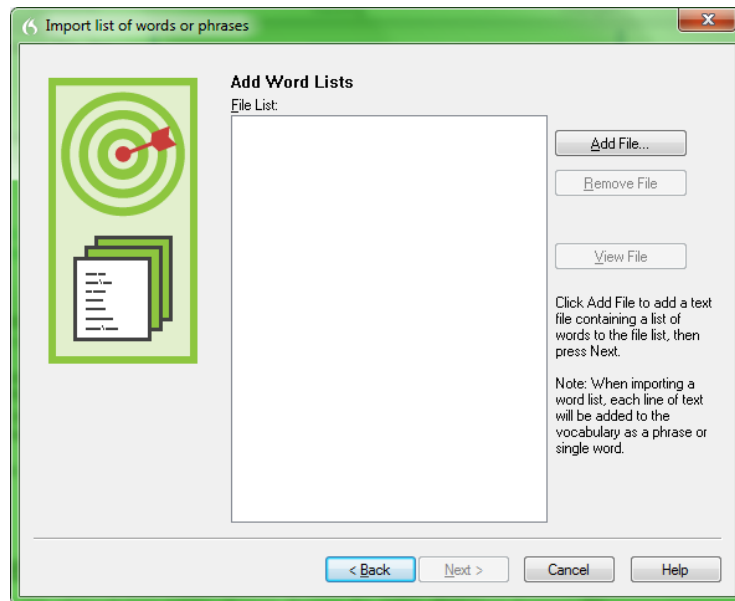 Import list of words or phrases
Add Word Lists
File List:
Add File...
Remove File
View File
Click Add File to add a text
file containing a list of
words to the file list, then
press Next.
Note: When importing a
word list, each line of text
will be added to the
vocabulary as a phrase or
single word.
< Back
Next >
Cancel
Help